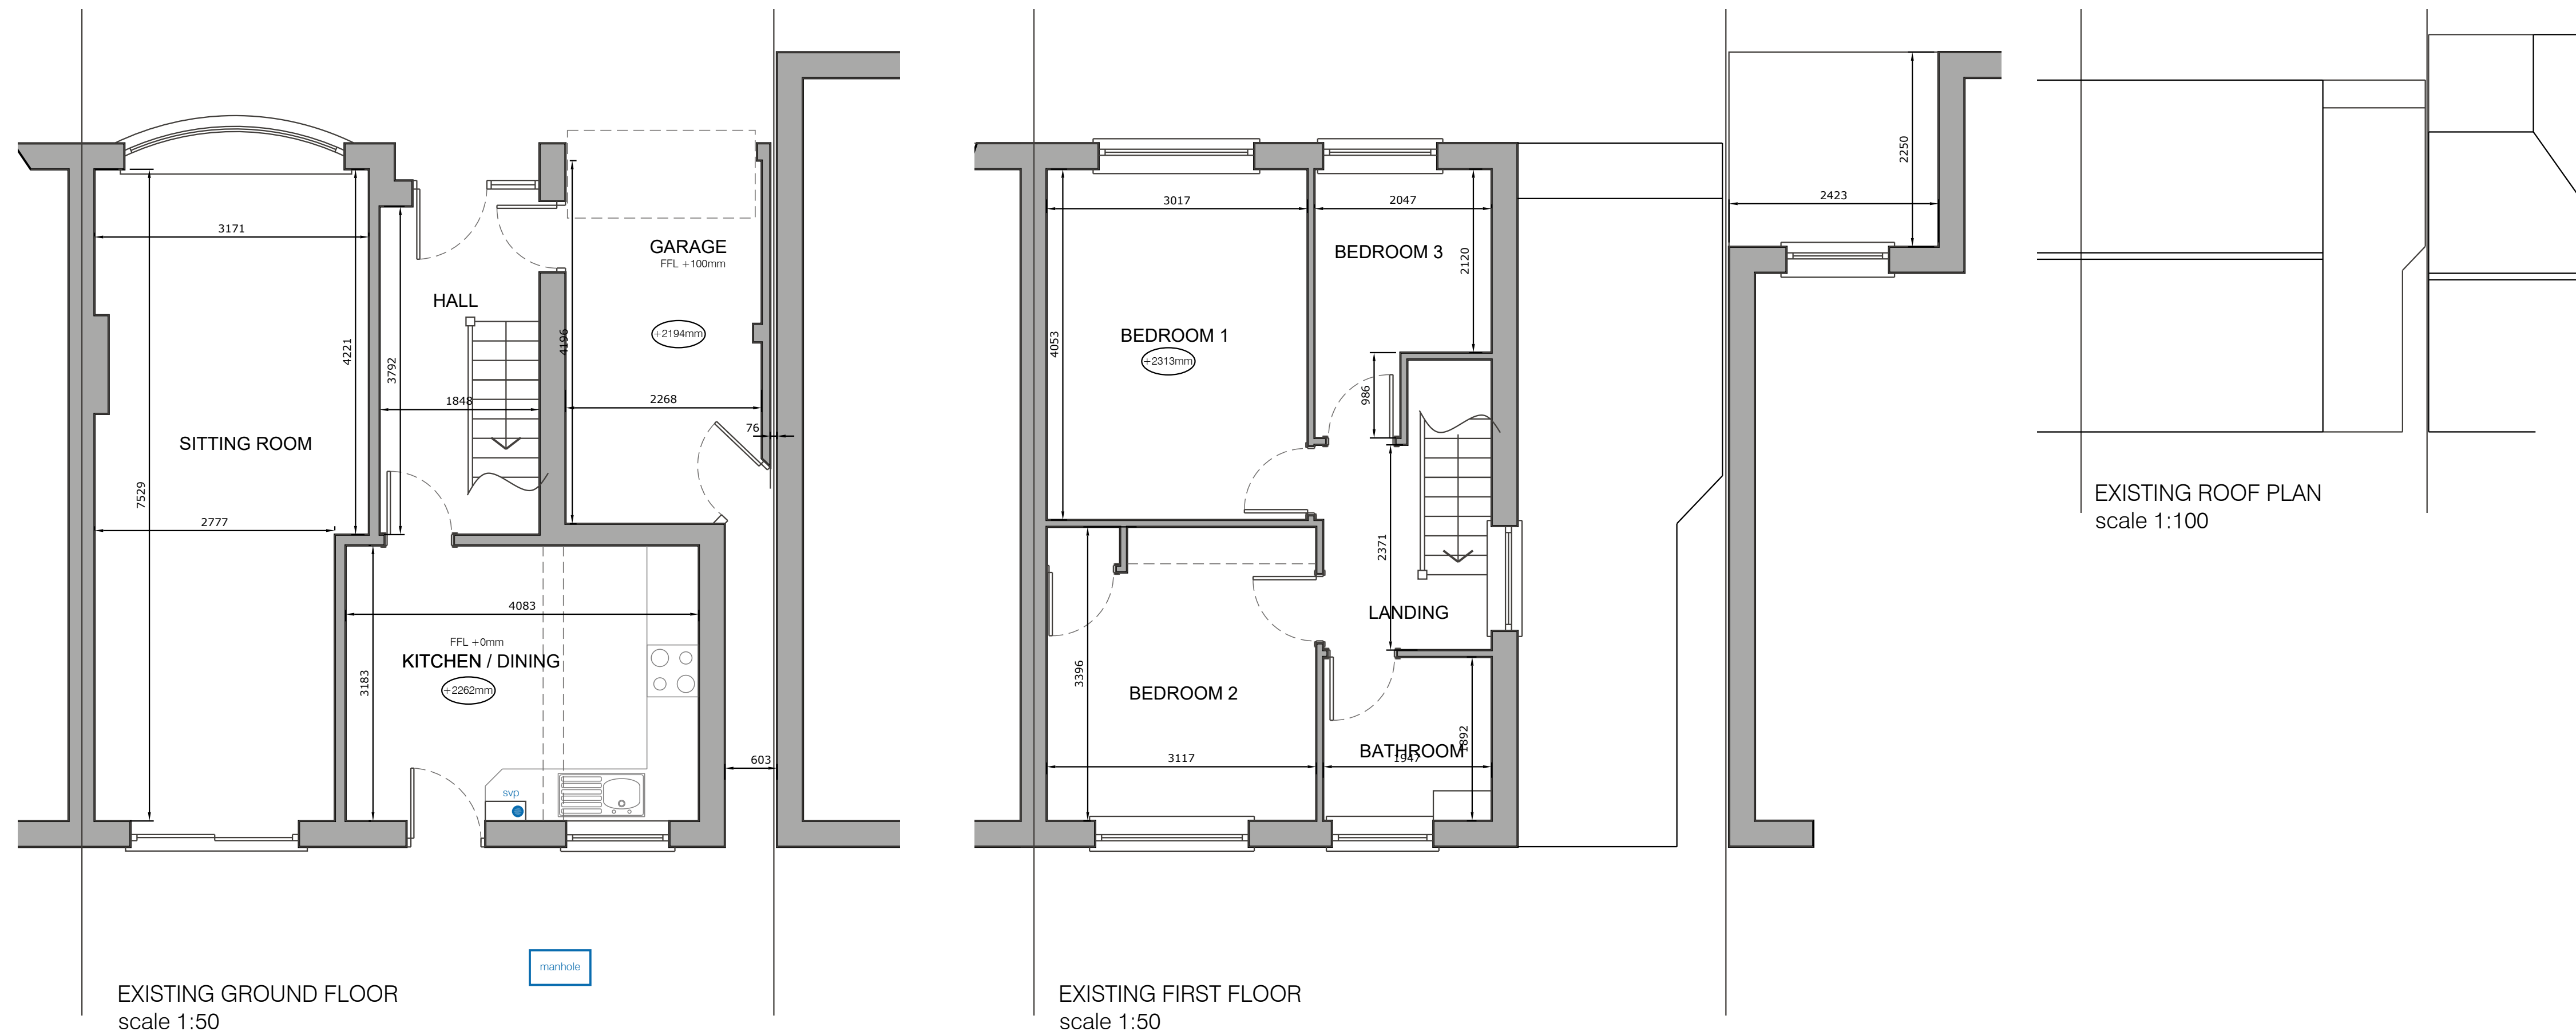 3171
7529
4221
2777
SITTING ROOM
HALL
3792
1848
GARAGE
FFL +100mm
+2194mm
4196
2268
76
4083
FFL +0mm
KITCHEN / DINING
+2262mm
3183
svp
603
manhole
EXISTING GROUND FLOOR
scale 1:50
3017
2047
BEDROOM 3
2120
BEDROOM 1
+2313mm
4053
986
2371
LANDING
3396
BEDROOM 2
3117
BATHROOM
1892
1947
EXISTING FIRST FLOOR
scale 1:50
2250
2423
EXISTING ROOF PLAN
scale 1:100